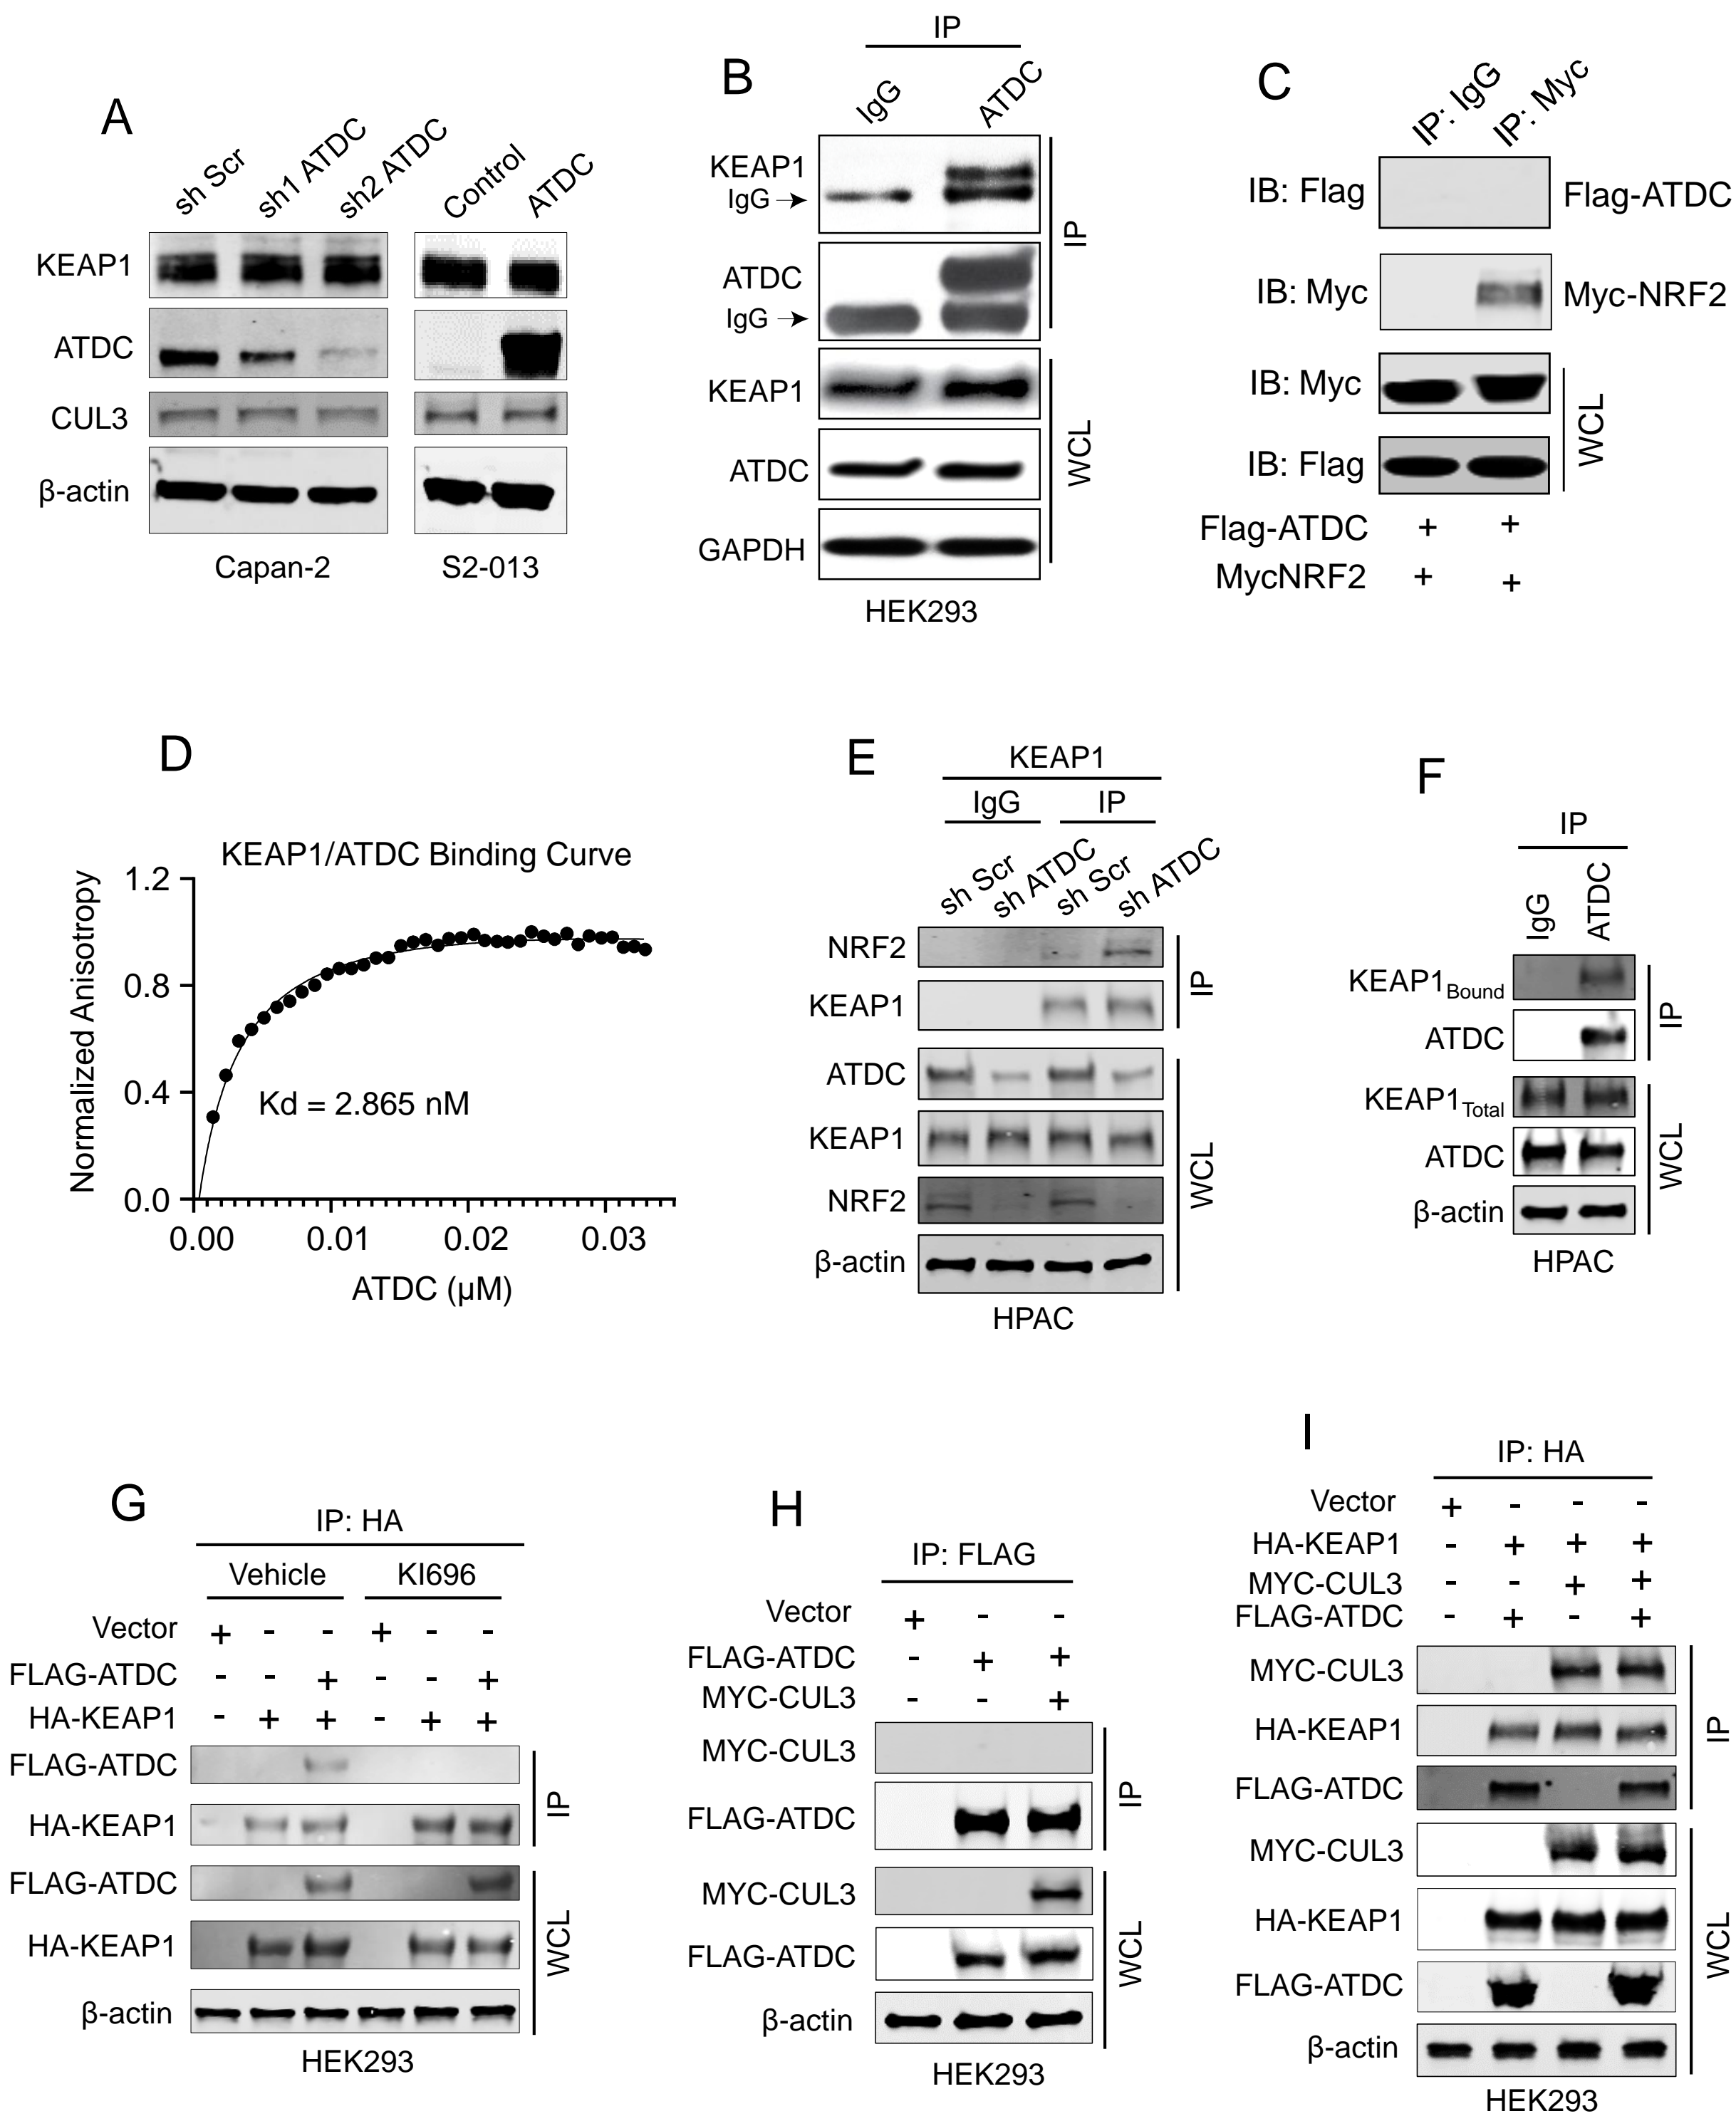 A
sh Scr
sh1 ATDC
sh2 ATDC
Control
ATDC
KEAP1
ATDC
CUL3
β-actin
Capan-2
S2-013
B
IP
IgG
ATDC
KEAP1
IgG
ATDC
IgG
IP
KEAP1
ATDC
GAPDH
WCL
HEK293
C
IP: IgG
IP: Myc
IB: Flag
Flag-ATDC
IB: Myc
Myc-NRF2
IB: Myc
IB: Flag
WCL
Flag-ATDC + +
MycNRF2 + +
D
KEAP1/ATDC Binding Curve
Normalized Anisotropy
1.2
0.8
0.4
0.0
Kd = 2.865 nM
0.00 0.01 0.02 0.03
ATDC (μM)
E
KEAP1
IgG IP
sh Scr
sh ATDC
sh Scr
sh ATDC
NRF2
KEAP1
IP
ATDC
KEAP1
NRF2
β-actin
WCL
HPAC
F
IP
IgG
ATDC
KEAP1Bound
ATDC
IP
KEAP1Total
ATDC
β-actin
WCL
HPAC
G
IP: HA
Vehicle KI696
Vector + - - + - -
FLAG-ATDC - - + - - +
HA-KEAP1 - + + - + +
FLAG-ATDC
HA-KEAP1
IP
FLAG-ATDC
HA-KEAP1
β-actin
WCL
HEK293
H
IP: FLAG
Vector + - -
FLAG-ATDC - + +
MYC-CUL3 - - +
MYC-CUL3
FLAG-ATDC
IP
MYC-CUL3
FLAG-ATDC
β-actin
WCL
HEK293
I
IP: HA
Vector + - - -
HA-KEAP1 - + + +
MYC-CUL3 - - + +
FLAG-ATDC - + - +
MYC-CUL3
HA-KEAP1
FLAG-ATDC
IP
MYC-CUL3
HA-KEAP1
FLAG-ATDC
β-actin
WCL
HEK293